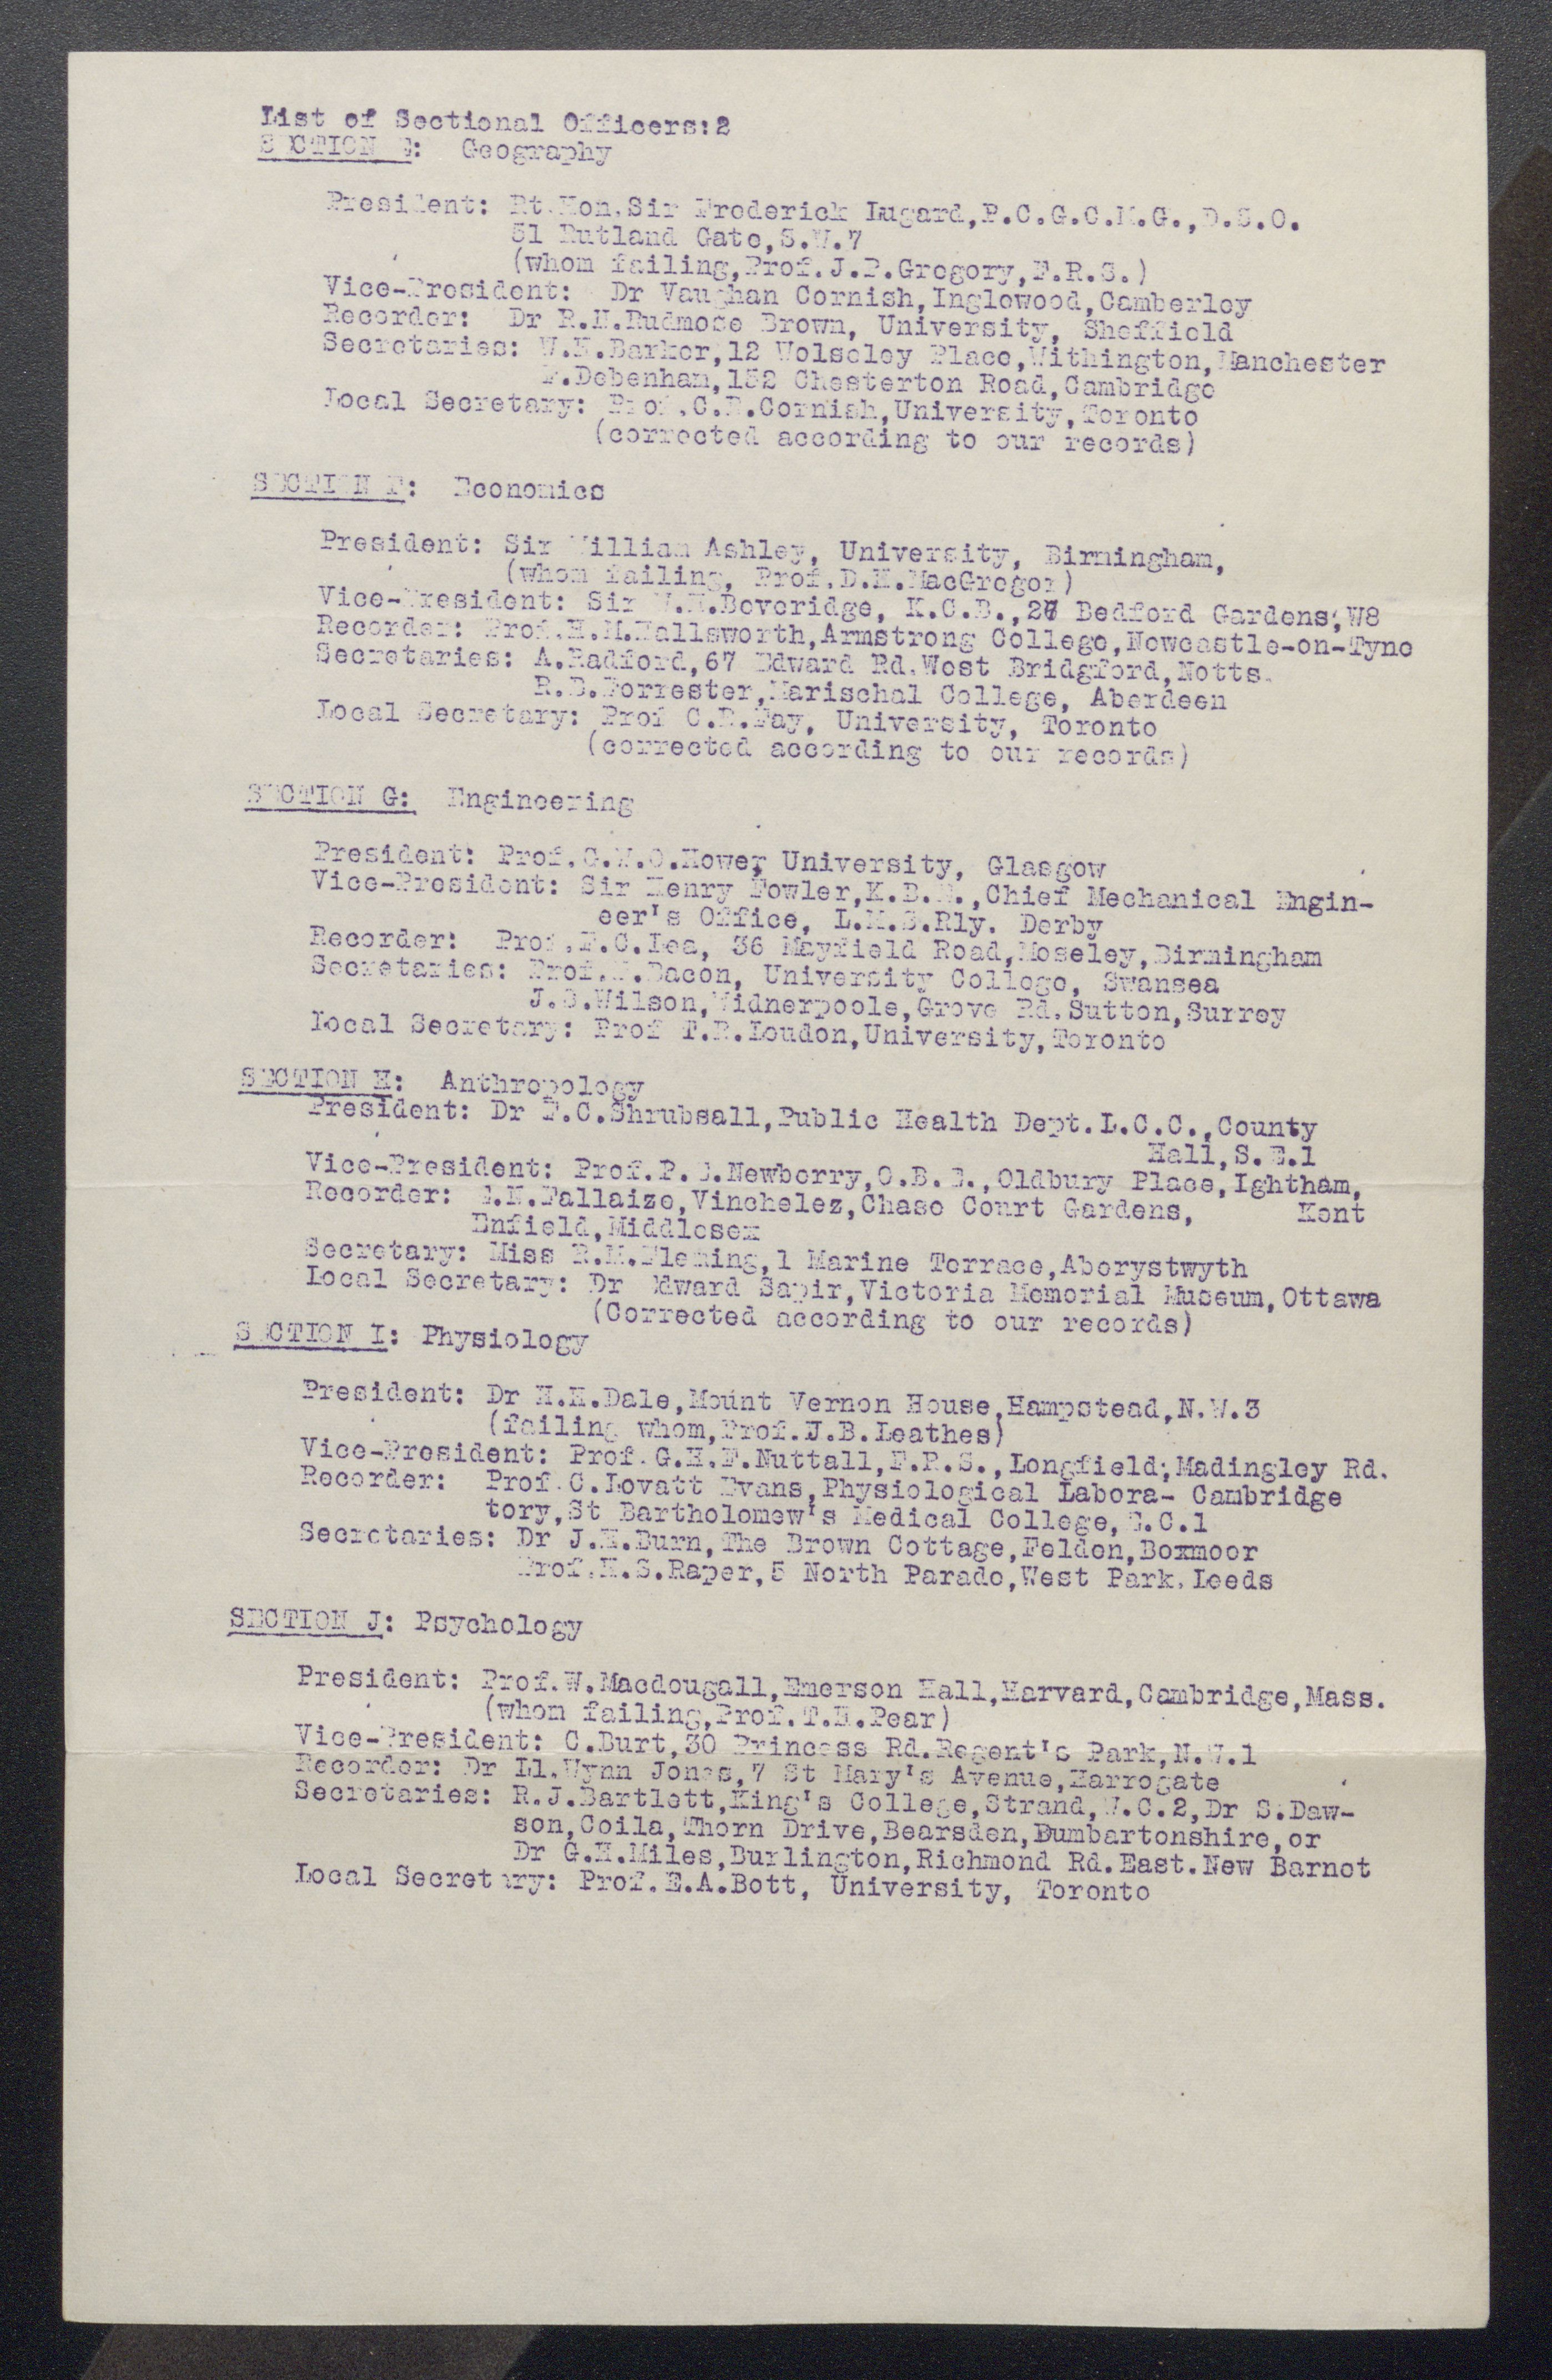 List of Sectional Officers:2
SECTION E: Geography
President: Rt.Hon.Sir Frederick Lugard,P.C.G.C.M.G.,D.S.O.
51 Rutland Gate,S.W.7
(whom failing,Prof.J.P.Gregory,F.R.S.)
Vice-President: Dr Vaughan Cornish,Inglewood,Camberley
Recorder: Dr R.N.Rudmose Brown, University, Sheffield
Secretaries: W.H.Barker,12 Wolseley Place,Withington,Manchester
F.Debenham,152 Chesterton Road,Cambridge
Local Secretary: Prof.C.E.Cornish,University,Toronto
(corrected according to our records)
SECTION F: Economics
President: Sir William Ashley, University, Birmingham,
(whom failing, Prof.D.H.MacGregor)
Vice-President: Sir W.H.Beveridge, K.C.B.,27 Bedford Gardens,W8
Recorder: Prof.H.M.Hallsworth,Armstrong College,Newcastle-on-Tyne
Secretaries: A.Radford,67 Edward Rd.West Bridgford,Notts.
R.B.Forrester,Marischal College, Aberdeen
Local Secretary: Prof C.R.Fay, University, Toronto
(corrected according to our records)
SECTION G: Engineering
President: Prof.G.W.O.Howe, University, Glasgow
Vice-President: Sir Henry Fowler,K.B.E.,Chief Mechanical Engin-
eer's Office, L.M.S.Rly. Derby
Recorder: Prof.F.C.Lea, 36 Mayfield Road,Moseley,Birmingham
Secretaries: Prof.F.Bacon, University College, Swansea
J.S.Wilson,Widnerpoole,Grove Rd.Sutton,Surrey
Local Secretary: Prof T.R.Loudon,University,Toronto
SECTION H: Anthropology
President: Dr F.C.Shrubsall,Public Health Dept.L.C.C.,County
Hall,S.E.1
Vice-President: Prof.P.E.Newberry,O.B.E.,Oldbury Place,Ightham,
Recorder: E.N.Fallaize,Vinchelez,Chase Court Gardens, Kent
Enfield,Middlesex
Secretary: Miss R.M.Fleming,1 Marine Terrace,Aberystwyth
Local Secretary: Dr Edward Sapir,Victoria Memorial Museum,Ottawa
(Corrected according to our records)
SECTION I: Physiology
President: Dr H.H.Dale,Mount Vernon House,Hampstead,N.W.3
(failing whom,Prof.J.B.Leathes)
Vice-President: Prof.G.H.F.Nuttall,F.R.S.,Longfield,Madingley Rd.
Recorder: Prof.C.Lovatt Evans,Physiological Labora- Cambridge
tory,St Bartholomew's Medical College,E.C.1
Secretaries: Dr J.H.Burn,The Brown Cottage,Felden,Boxmoor
Prof.H.S.Raper,5 North Parade,West Park.Leeds
SECTION J: Psychology
President: Prof.W.Macdougall,Emerson Hall,Harvard,Cambridge,Mass.
(whom failing,Prof.T.H.Pear)
Vice-President: C.Burt,30 Princess Rd.Regent's Park,N.W.1
Recorder: Dr Ll.Wynn Jones,7 St Mary's Avenue,Harrogate
Secretaries: R.J.Bartlett,King's College,Strand,W.C.2,Dr S.Daw-
son,Coila,Thorn Drive,Bearsden,Dumbartonshire,or
Dr G.H.Miles,Burlington,Richmond Rd.East.New Barnet
Local Secretary: Prof.E.A.Bott, University, Toronto